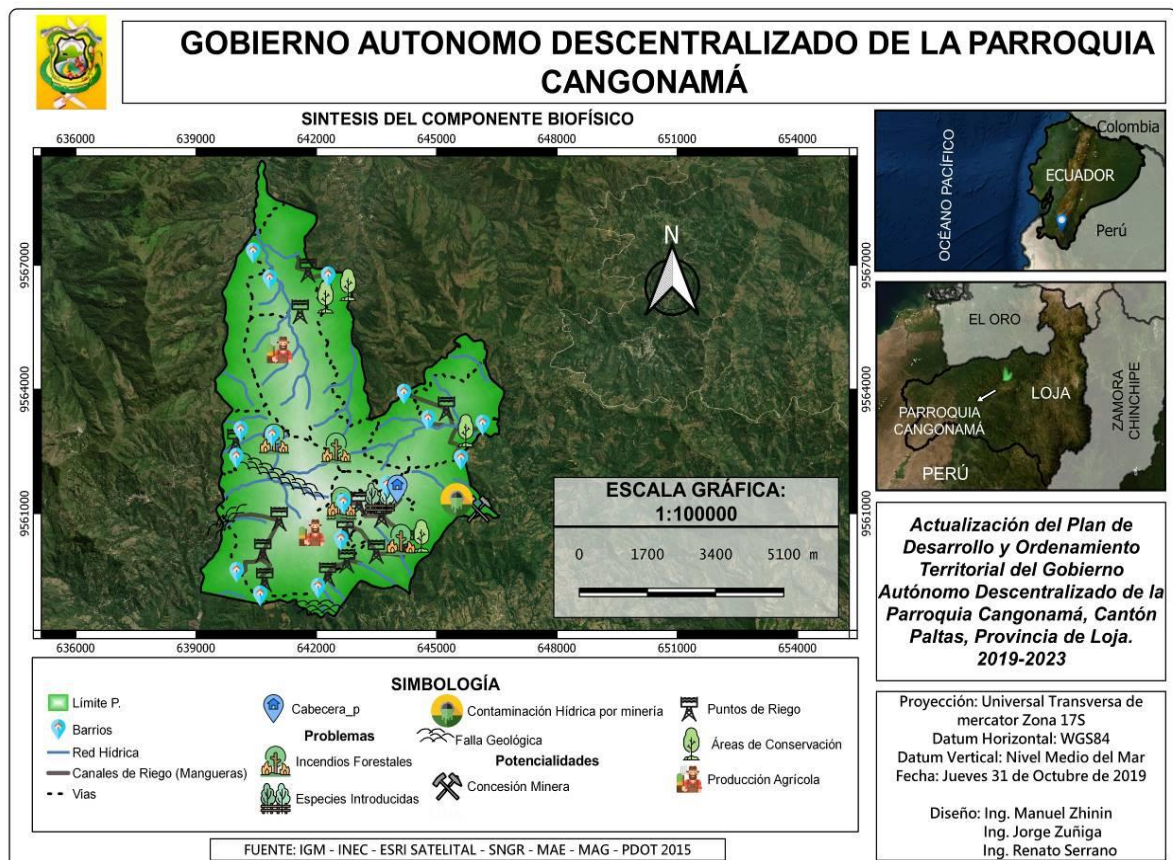 GOBIERNO AUTONOMO DESCENTRALIZADO DE LA PARROQUIA
CANGONAMÁ
SINTESIS DEL COMPONENTE BIOFÍSICO
636000 639000 642000 645000 648000 651000 654000
9567000
9564000
9561000
9567000
9564000
9561000
N
ESCALA GRÁFICA:
1:100000
0 1700 3400 5100 m
636000 639000 642000 645000 648000 651000 654000
Colombia
OCÉANO PACÍFICO
ECUADOR
Perú
EL ORO
LOJA
ZAMORA
CHINCHIPE
PARROQUIA
CANGONAMÁ
PERÚ
Actualización del Plan de
Desarrollo y Ordenamiento
Territorial del Gobierno
Autónomo Descentralizado de la
Parroquia Cangonamá, Cantón
Paltas, Provincia de Loja.
2019-2023
SIMBOLOGÍA
Límite P.
Barrios
Red Hídrica
Canales de Riego (Mangueras)
Vias
Cabecera_p
Problemas
Incendios Forestales
Especies Introducidas
Contaminación Hídrica por minería
Falla Geológica
Potencialidades
Concesión Minera
Puntos de Riego
Áreas de Conservación
Producción Agrícola
Proyección: Universal Transversa de
mercator Zona 17S
Datum Horizontal: WGS84
Datum Vertical: Nivel Medio del Mar
Fecha: Jueves 31 de Octubre de 2019
Diseño: Ing. Manuel Zhinin
Ing. Jorge Zuñiga
Ing. Renato Serrano
FUENTE: IGM - INEC - ESRI SATELITAL - SNGR - MAE - MAG - PDOT 2015